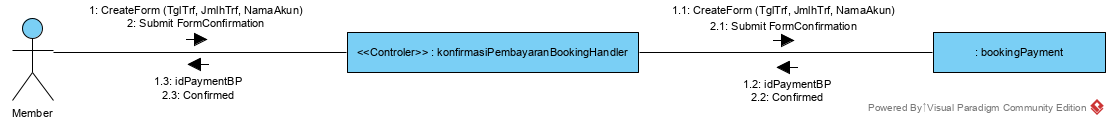 1: CreateForm (TglTrf, JmlhTrf, NamaAkun)
2: Submit FormConfirmation
1.3: idPaymentBP
2.3: Confirmed
Member
<<Controler>> : konfirmasiPembayaranBookingHandler
1.1: CreateForm (TglTrf, JmlhTrf, NamaAkun)
2.1: Submit FormConfirmation
1.2: idPaymentBP
2.2: Confirmed
: bookingPayment
Powered By Visual Paradigm Community Edition